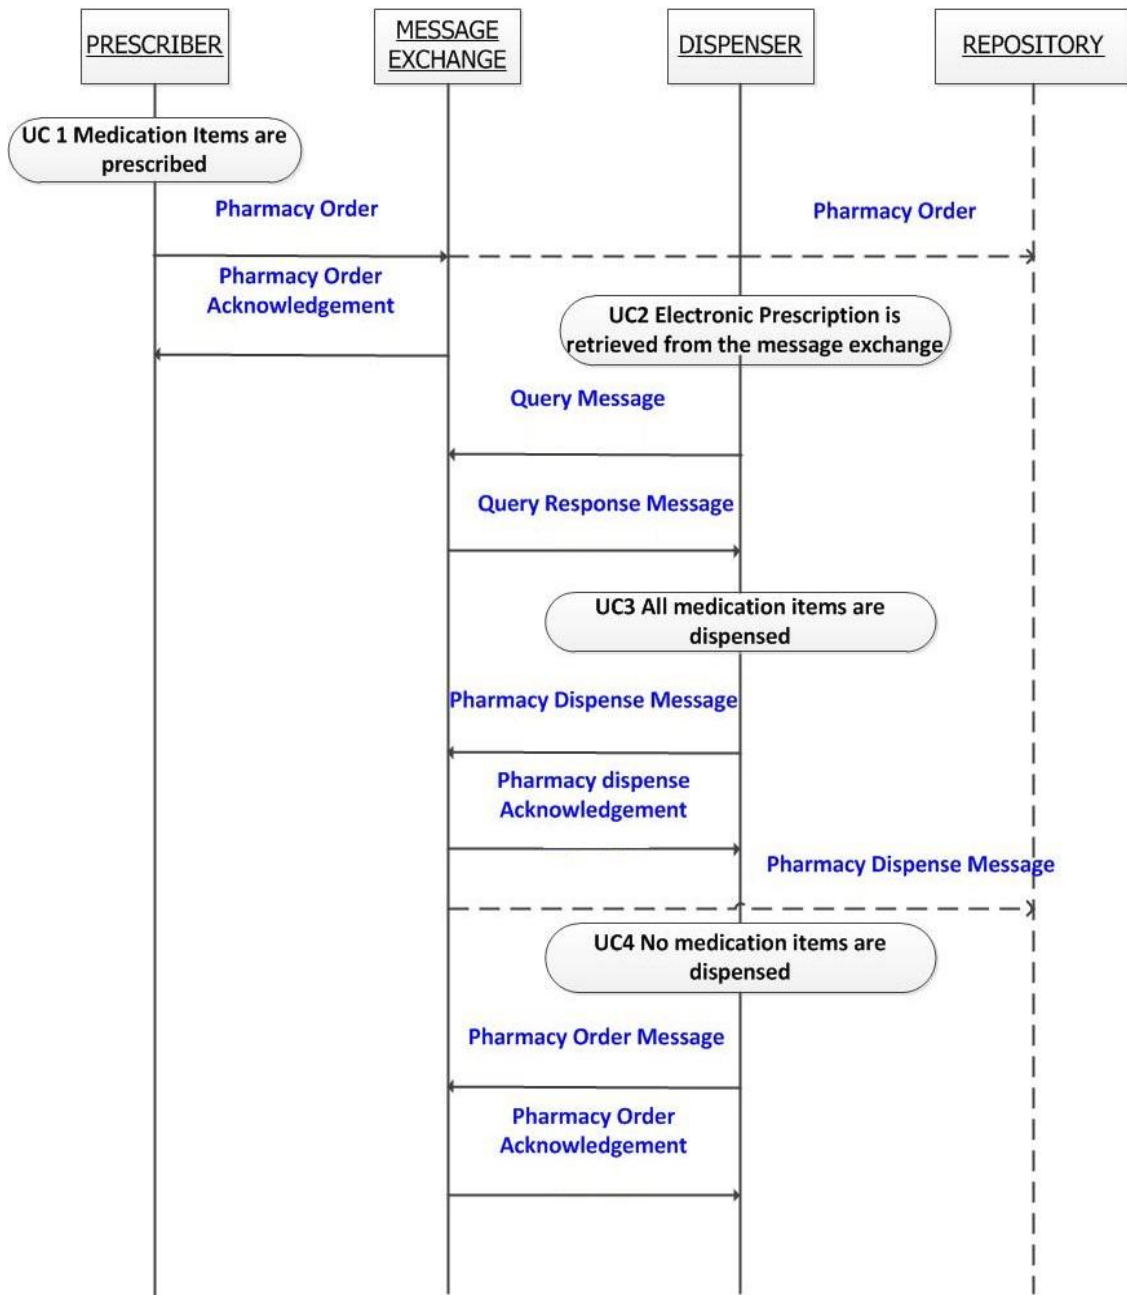 PRESCRIBER
MESSAGE
EXCHANGE
DISPENSER
REPOSITORY
UC 1 Medication Items are
prescribed
Pharmacy Order
Pharmacy Order
Pharmacy Order
Acknowledgement
UC2 Electronic Prescription is
retrieved from the message exchange
Query Message
Query Response Message
UC3 All medication items are
dispensed
Pharmacy Dispense Message
Pharmacy dispense
Acknowledgement
Pharmacy Dispense Message
UC4 No medication items are
dispensed
Pharmacy Order Message
Pharmacy Order
Acknowledgement